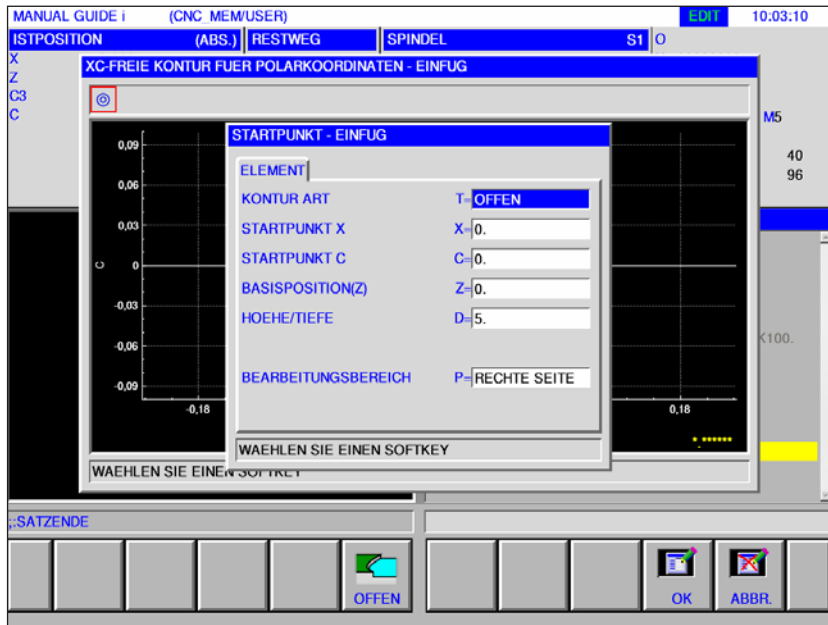 MANUAL GUIDE i (CNC_MEM/USER) EDIT 10:03:10
ISTPOSITION (ABS.) RESTWEG SPINDEL S1 O
X
Z
C3
C
XC-FREIE KONTUR FUER POLARKOORDINATEN - EINFUG
M5
40
96
0,09
0,06
0,03
0
-0,03
-0,06
-0,09
C
-0,18
0,18
*.******
STARTPUNKT - EINFUG
ELEMENT
KONTUR ART T= OFFEN
STARTPUNKT X X= 0.
STARTPUNKT C C= 0.
BASISPOSITION(Z) Z= 0.
HOEHE/TIEFE D= 5.
BEARBEITUNGSBEREICH P= RECHTE SEITE
WAEHLEN SIE EINEN SOFTKEY
WAEHLEN SIE EINEN SOFTKEY
K100.
;:SATZENDE
OFFEN OK ABBR.